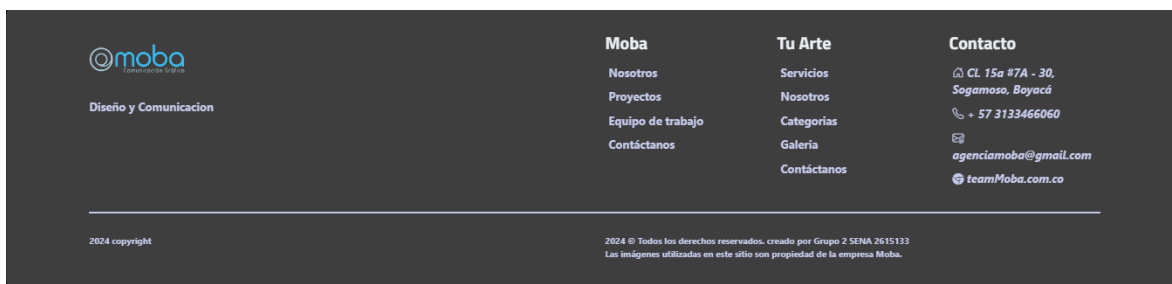 moba
Comunicación Gráfica
Diseño y Comunicacion
Moba
Nosotros
Proyectos
Equipo de trabajo
Contáctanos
Tu Arte
Servicios
Nosotros
Categorias
Galeria
Contáctanos
Contacto
CL 15a #7A - 30,
Sogamoso, Boyacá
+ 57 3133466060
agenciamoba@gmail.com
teamMoba.com.co
2024 copyright
2024 © Todos los derechos reservados. creado por Grupo 2 SENA 2615133
Las imágenes utilizadas en este sitio son propiedad de la empresa Moba.